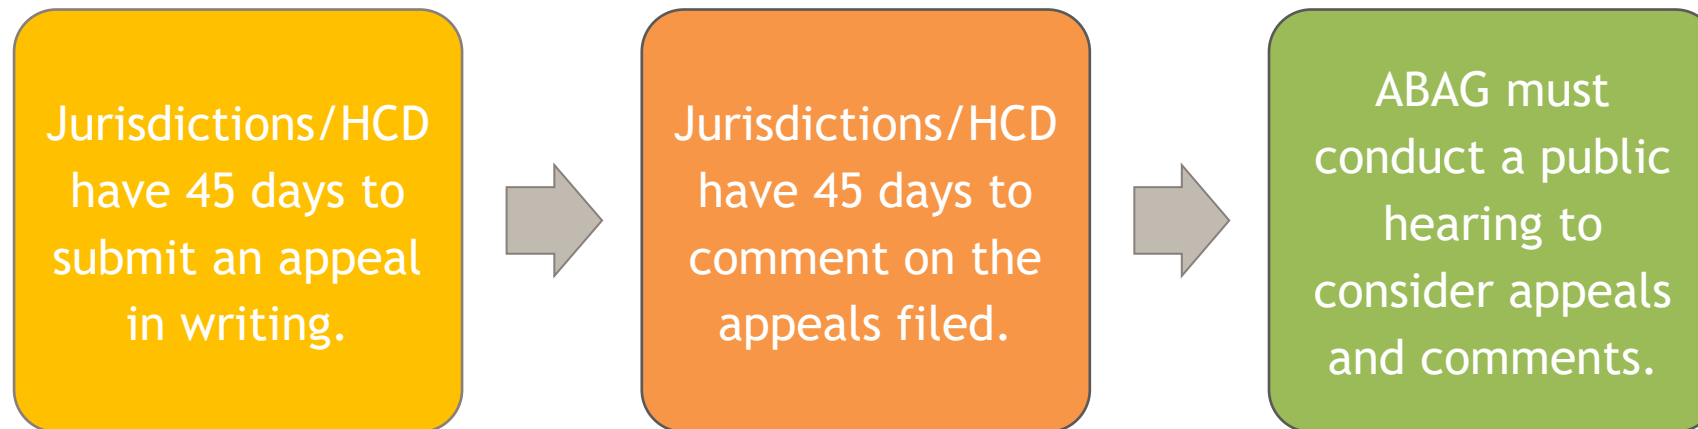 Jurisdictions/HCD
have 45 days to
submit an appeal
in writing.
Jurisdictions/HCD
have 45 days to
comment on the
appeals filed.
ABAG must
conduct a public
hearing to
consider appeals
and comments.